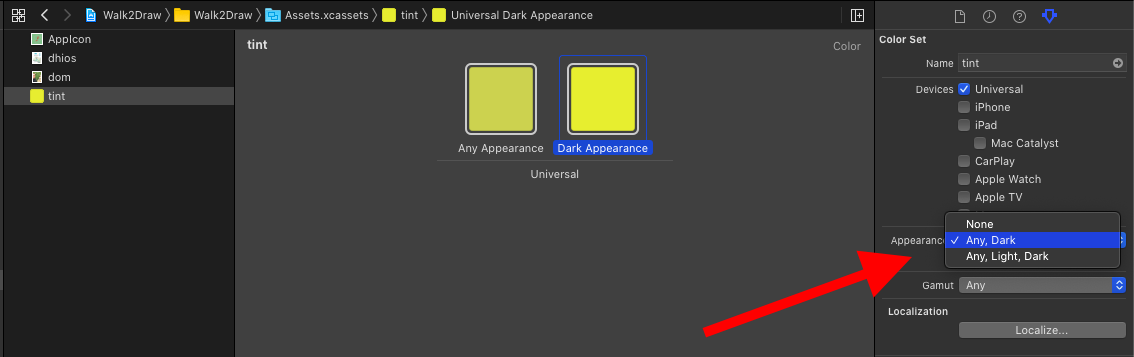 Walk2Draw Walk2Draw Assets.xcassets tint Universal Dark Appearance
AppIcon
dhios
dom
tint
tint
Color
Any Appearance Dark Appearance
Universal
Color Set
Name tint
Devices Universal
iPhone
iPad
Mac Catalyst
CarPlay
Apple Watch
Apple TV
None
Appearance Any, Dark
Any, Light, Dark
Gamut Any
Localization
Localize...